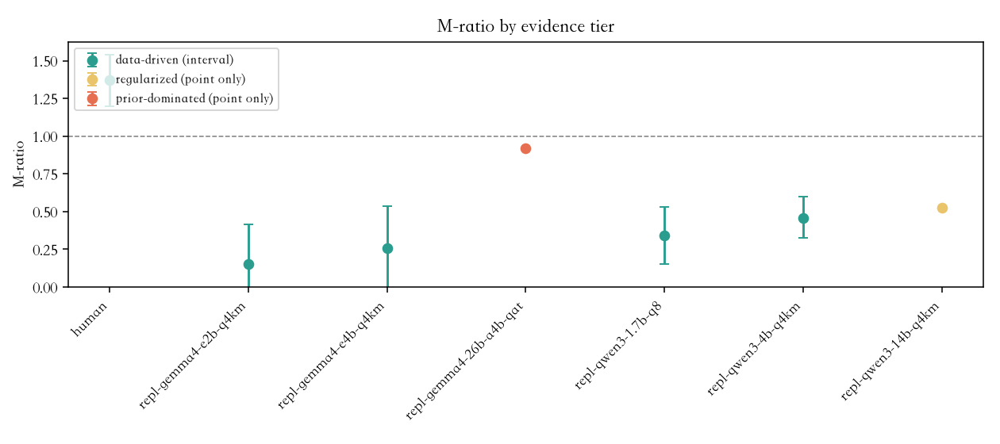 M-ratio by evidence tier
data-driven (interval)
regularized (point only)
prior-dominated (point only)
M-ratio
1.50
1.25
1.00
0.75
0.50
0.25
0.00
human
repl-gemma4-e2b-q4km
repl-gemma4-e4b-q4km
repl-gemma4-26b-a4b-qat
repl-qwen3-1.7b-q8
repl-qwen3-4b-q4km
repl-qwen3-14b-q4km